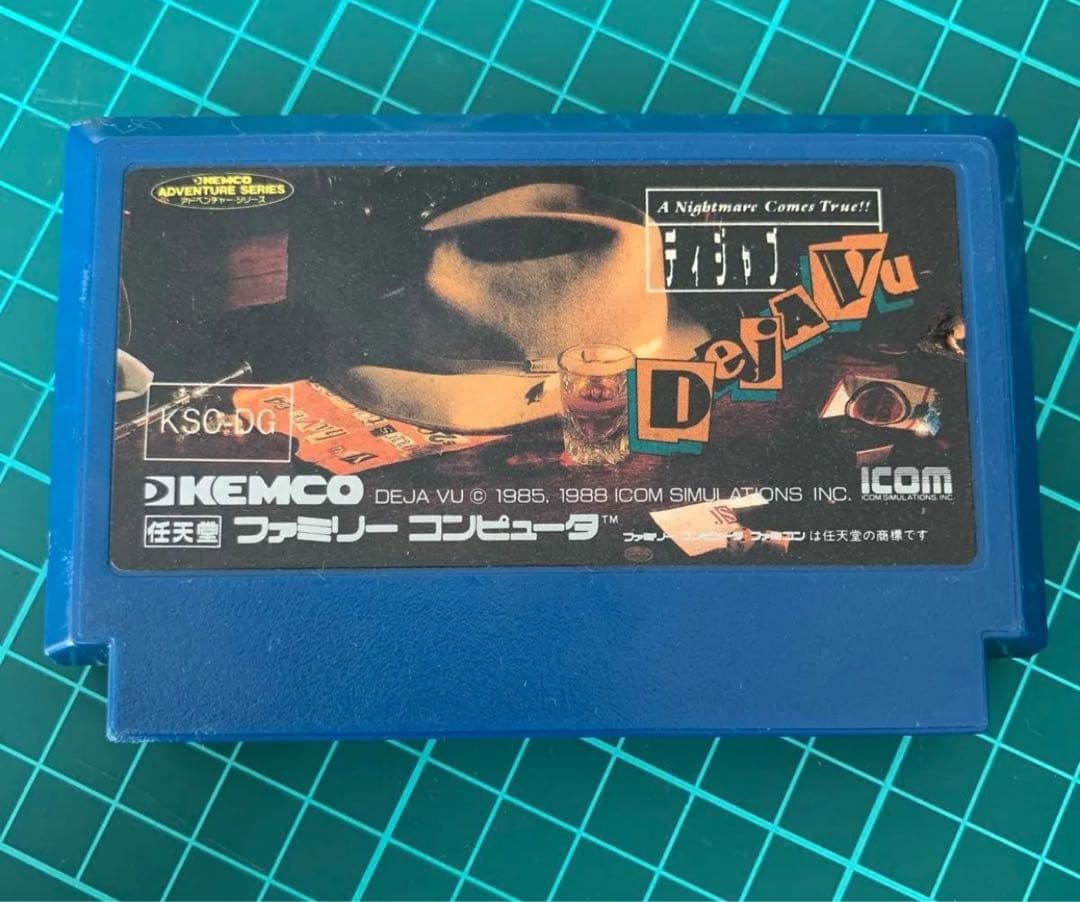 KEMCO
ADVENTURE SERIES
アドベンチャー・シリーズ
A Nightmare Comes True!!
ディジャブ
Deja Vu
KSC-DG
KEMCO DEJA VU © 1985, 1988 ICOM SIMULATIONS INC.
ICOM
ICOM SIMULATIONS, INC.
任天堂 ファミリー コンピュータ™
ファミリーコンピュータ、ファミコンは任天堂の商標です